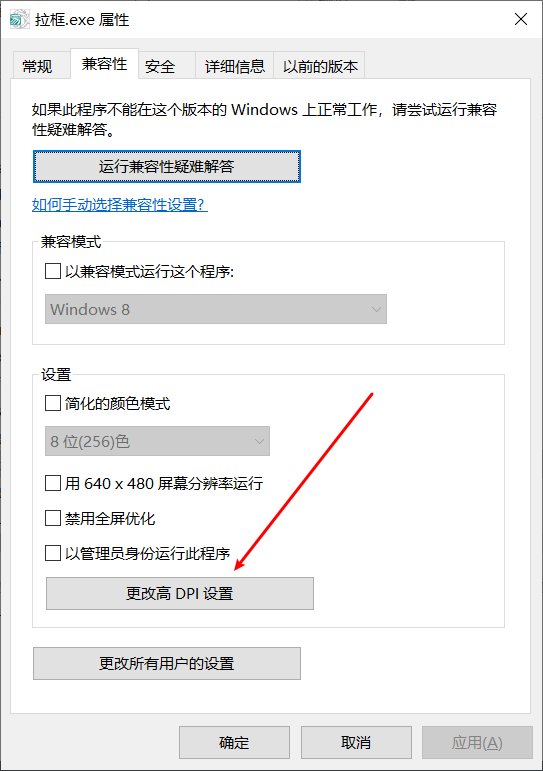 拉框.exe 属性
常规 兼容性 安全 详细信息 以前的版本
如果此程序不能在这个版本的 Windows 上正常工作，请尝试运行兼容
性疑难解答。
运行兼容性疑难解答
如何手动选择兼容性设置?
兼容模式
以兼容模式运行这个程序:
Windows 8
设置
简化的颜色模式
8 位(256)色
用 640 x 480 屏幕分辨率运行
禁用全屏优化
以管理员身份运行此程序
更改高 DPI 设置
更改所有用户的设置
确定 取消 应用(A)